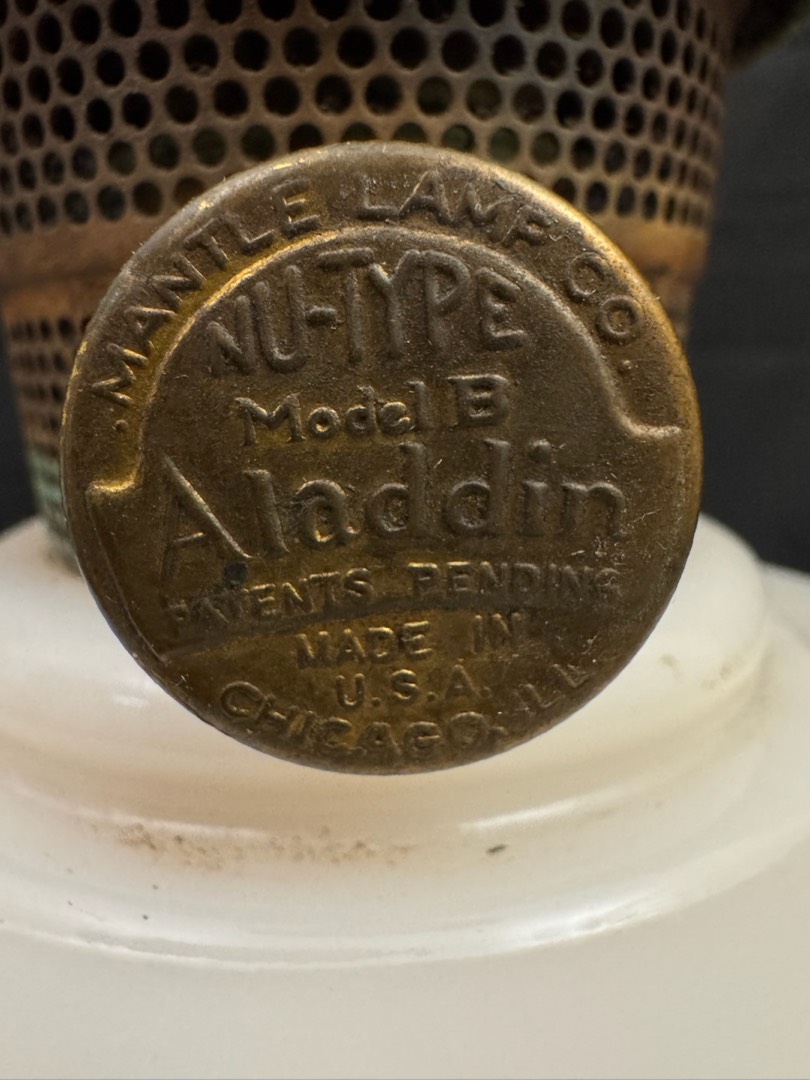 MANTLE LAMP CO.
NU-TYPE
Model B
Aladdin
PATENTS PENDING
MADE IN
U.S.A.
CHICAGO, ILL.